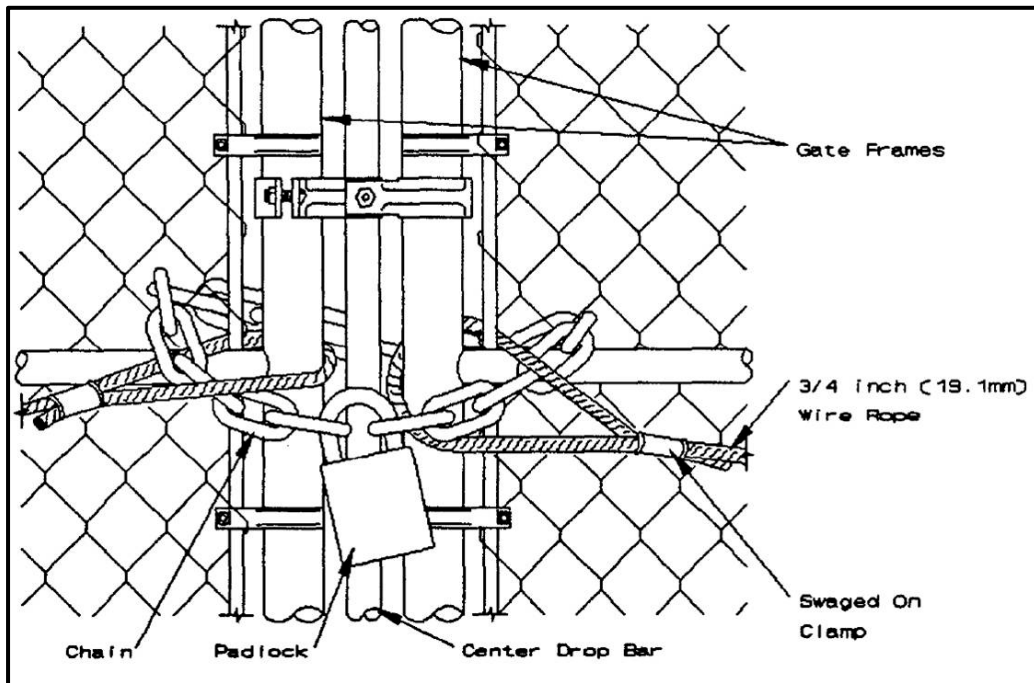 Gate Frames
3/4 inch (19.1mm)
Wire Rope
Swaged On
Clamp
Chain
Padlock
Center Drop Bar